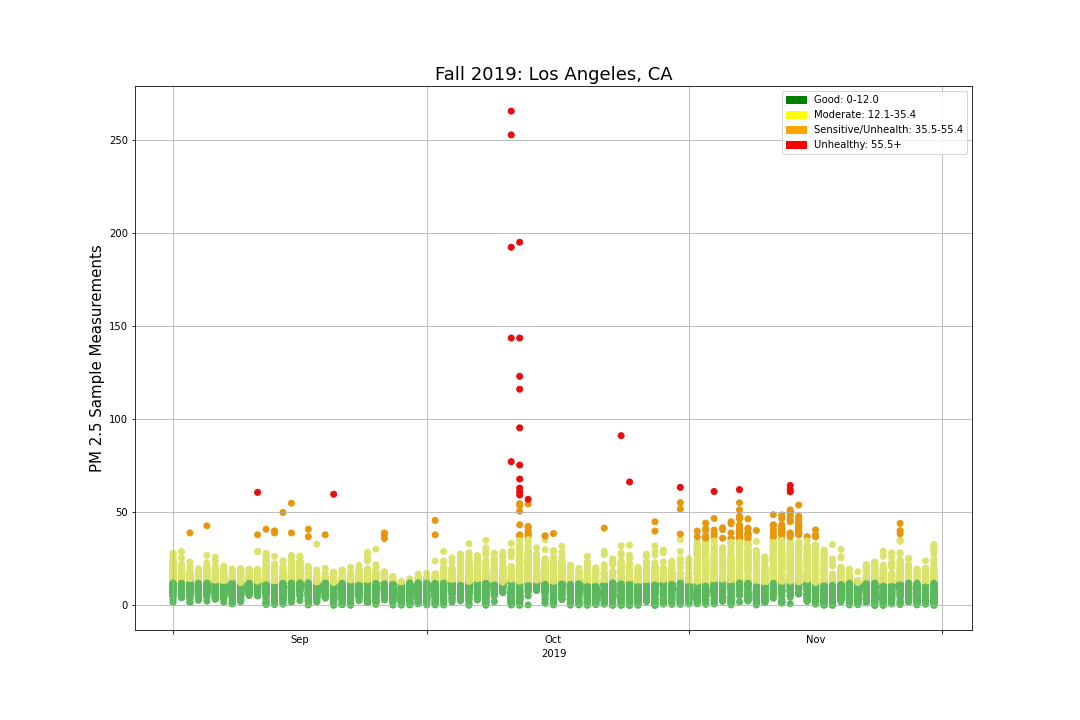 Fall 2019: Los Angeles, CA
Good: 0-12.0
Moderate: 12.1-35.4
Sensitive/Unhealth: 35.5-55.4
Unhealthy: 55.5+
PM 2.5 Sample Measurements
250
200
150
100
50
0
Sep Oct Nov
2019